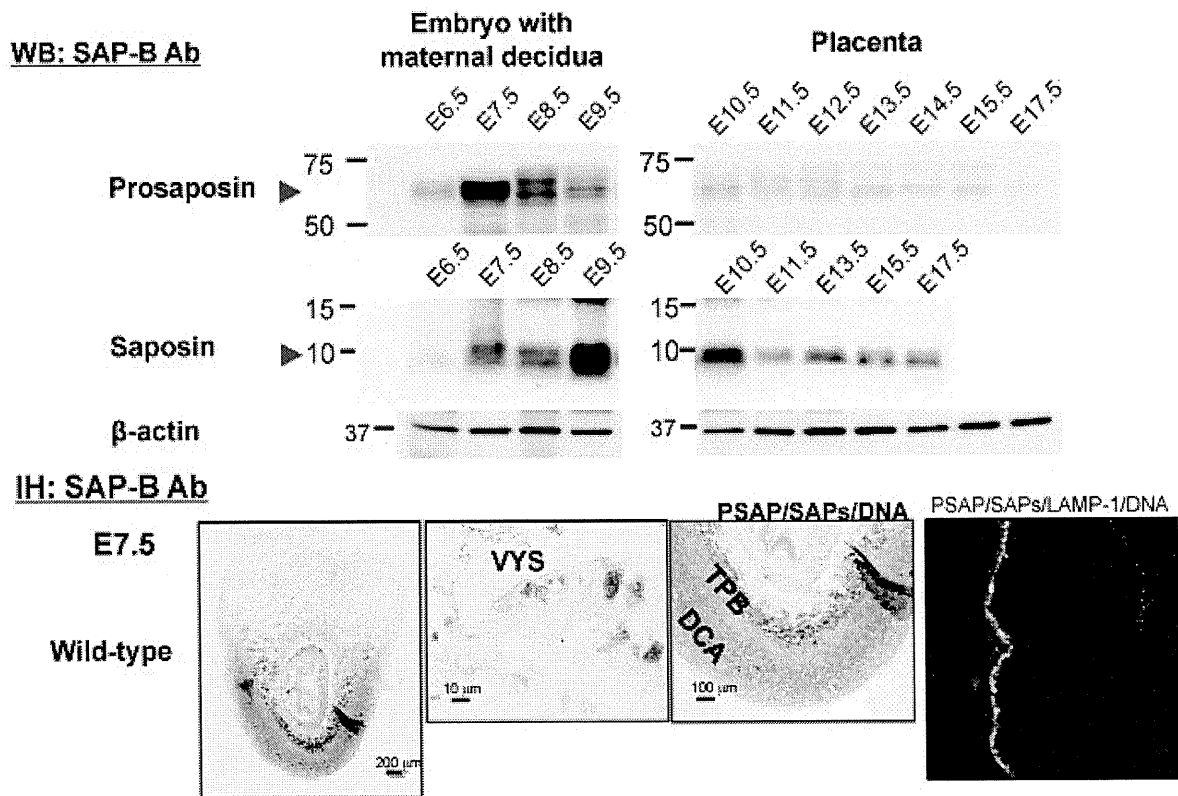 WB: SAP-B Ab
Embryo with
maternal decidua
Placenta
E6.5 E7.5 E8.5 E9.5
E10.5 E11.5 E12.5 E13.5 E14.5 E15.5 E17.5
Prosaposin
75
50
75
50
E6.5 E7.5 E8.5 E9.5
E10.5 E11.5 E13.5 E15.5 E17.5
Saposin
15
10
15
10
β-actin
37
37
IH: SAP-B Ab
E7.5
Wild-type
200 μm
VYS
10 μm
PSAP/SAPs/DNA
TPB
DCA
100 μm
PSAP/SAPs/LAMP-1/DNA